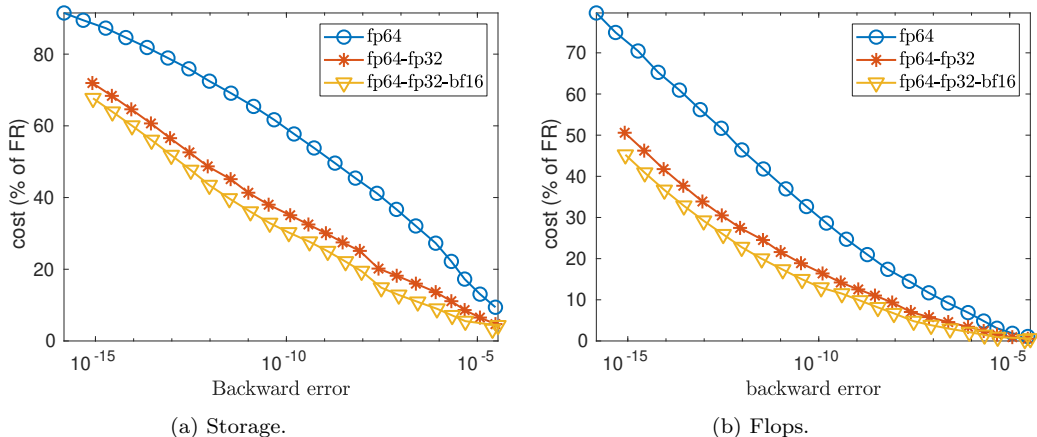 cost (% of FR)
80
60
40
20
0
10^-15
10^-10
10^-5
Backward error
fp64
fp64-fp32
fp64-fp32-bf16
(a) Storage.
cost (% of FR)
70
60
50
40
30
20
10
0
10^-15
10^-10
10^-5
backward error
fp64
fp64-fp32
fp64-fp32-bf16
(b) Flops.